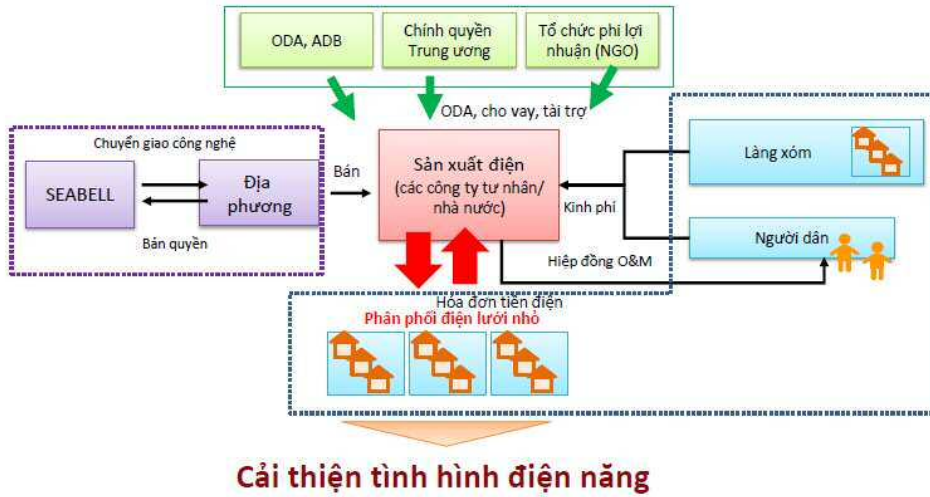 ODA, ADB
Chính quyền
Trung ương
Tổ chức phi lợi
nhuận (NGO)
ODA, cho vay, tài trợ
Chuyển giao công nghệ
SEABELL
Địa
phương
Bản quyền
Bán
Sản xuất điện
(các công ty tư nhân/
nhà nước)
Kinh phí
Làng xóm
Người dân
Hiệp đồng O&M
Hóa đơn tiền điện
Phân phối điện lưới nhỏ
Cải thiện tình hình điện năng